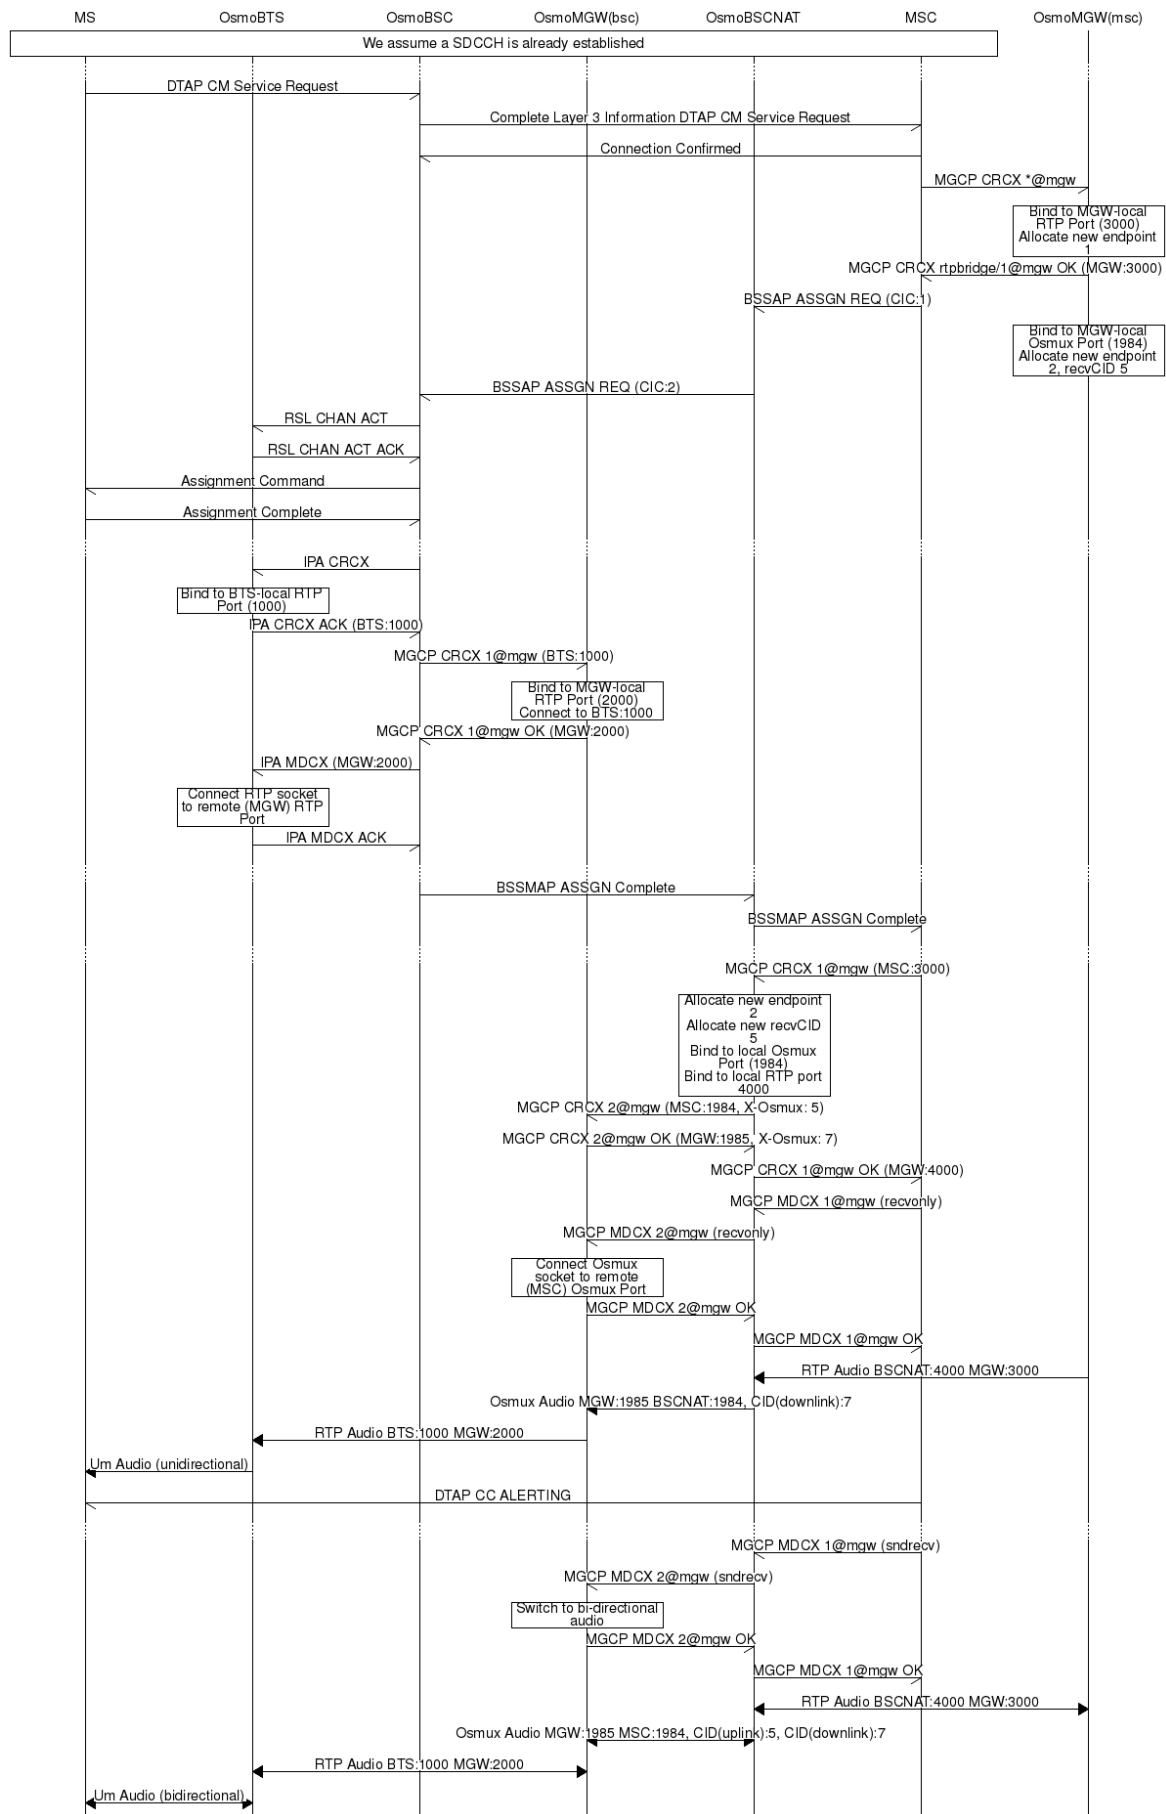 MS OsmoBTS OsmoBSC OsmoMGW(bsc) OsmoBSCNAT MSC OsmoMGW(msc)
We assume a SDCCH is already established
DTAP CM Service Request
Complete Layer 3 Information DTAP CM Service Request
Connection Confirmed
MGCP CRCX *@mgw
Bind to MGW-local
RTP Port (3000)
Allocate new endpoint
1
MGCP CRCX rtpbridge/1@mgw OK (MGW:3000)
BSSAP ASSGN REQ (CIC:1)
Bind to MGW-local
Osmux Port (1984)
Allocate new endpoint
2, recvCID 5
BSSAP ASSGN REQ (CIC:2)
RSL CHAN ACT
RSL CHAN ACT ACK
Assignment Command
Assignment Complete
IPA CRCX
Bind to BTS-local RTP
Port (1000)
IPA CRCX ACK (BTS:1000)
MGCP CRCX 1@mgw (BTS:1000)
Bind to MGW-local
RTP Port (2000)
Connect to BTS:1000
MGCP CRCX 1@mgw OK (MGW:2000)
IPA MDCX (MGW:2000)
Connect RTP socket
to remote (MGW) RTP
Port
IPA MDCX ACK
BSSMAP ASSGN Complete
BSSMAP ASSGN Complete
MGCP CRCX 1@mgw (MSC:3000)
Allocate new endpoint
2
Allocate new recvCID
5
Bind to local Osmux
Port (1984)
Bind to local RTP port
4000
MGCP CRCX 2@mgw (MSC:1984, X-Osmux: 5)
MGCP CRCX 2@mgw OK (MGW:1985, X-Osmux: 7)
MGCP CRCX 1@mgw OK (MGW:4000)
MGCP MDCX 1@mgw (recvonly)
MGCP MDCX 2@mgw (recvonly)
Connect Osmux
socket to remote
(MSC) Osmux Port
MGCP MDCX 2@mgw OK
MGCP MDCX 1@mgw OK
RTP Audio BSCNAT:4000 MGW:3000
Osmux Audio MGW:1985 BSCNAT:1984, CID(downlink):7
RTP Audio BTS:1000 MGW:2000
Um Audio (unidirectional)
DTAP CC ALERTING
MGCP MDCX 1@mgw (sndrecv)
MGCP MDCX 2@mgw (sndrecv)
Switch to bi-directional
audio
MGCP MDCX 2@mgw OK
MGCP MDCX 1@mgw OK
RTP Audio BSCNAT:4000 MGW:3000
Osmux Audio MGW:1985 MSC:1984, CID(uplink):5, CID(downlink):7
RTP Audio BTS:1000 MGW:2000
Um Audio (bidirectional)